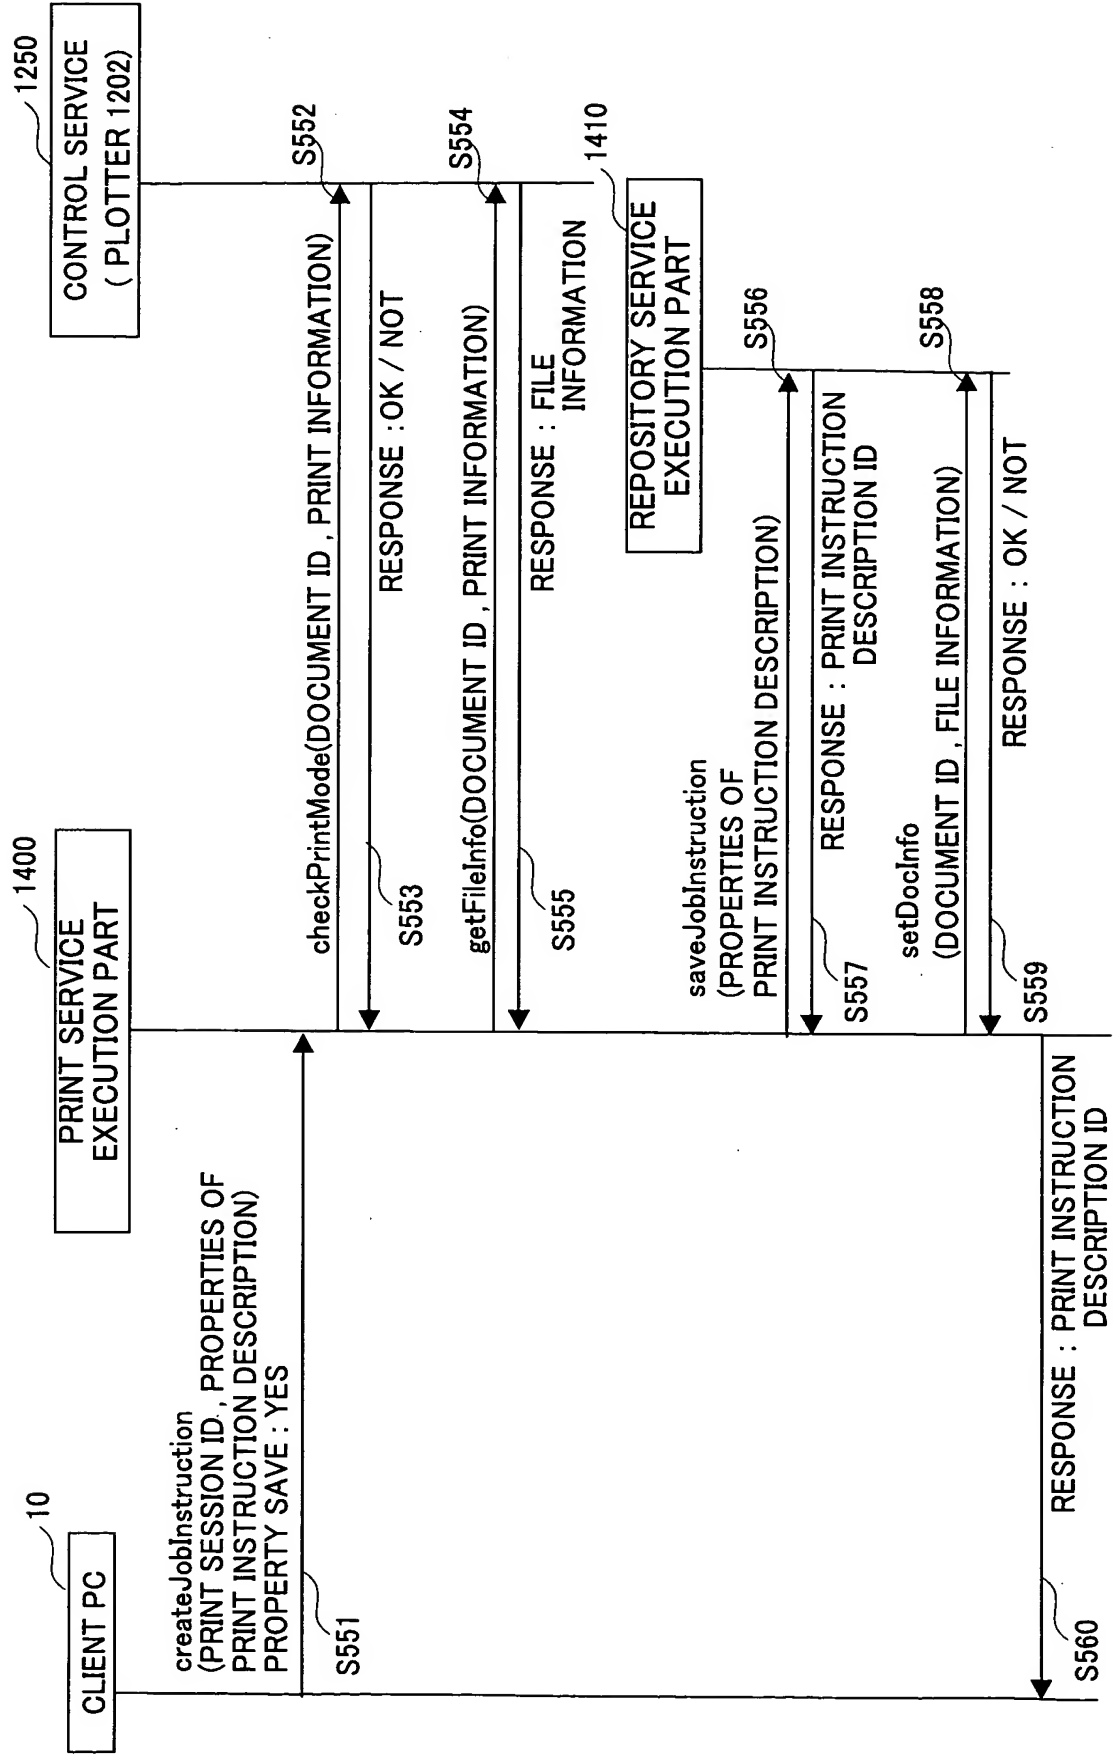 10
CLIENT PC
1400
PRINT SERVICE
EXECUTION PART
1250
CONTROL SERVICE
( PLOTTER 1202)
createJobInstruction
(PRINT SESSION ID , PROPERTIES OF
PRINT INSTRUCTION DESCRIPTION)
PROPERTY SAVE : YES
S551
checkPrintMode(DOCUMENT ID , PRINT INFORMATION)
S552
RESPONSE :OK / NOT
S553
getFileInfo(DOCUMENT ID , PRINT INFORMATION)
S554
RESPONSE : FILE
INFORMATION
S555
1410
REPOSITORY SERVICE
EXECUTION PART
saveJobInstruction
(PROPERTIES OF
PRINT INSTRUCTION DESCRIPTION)
S556
RESPONSE : PRINT INSTRUCTION
DESCRIPTION ID
S557
setDocInfo
(DOCUMENT ID , FILE INFORMATION)
S558
RESPONSE : OK / NOT
S559
RESPONSE : PRINT INSTRUCTION
DESCRIPTION ID
S560